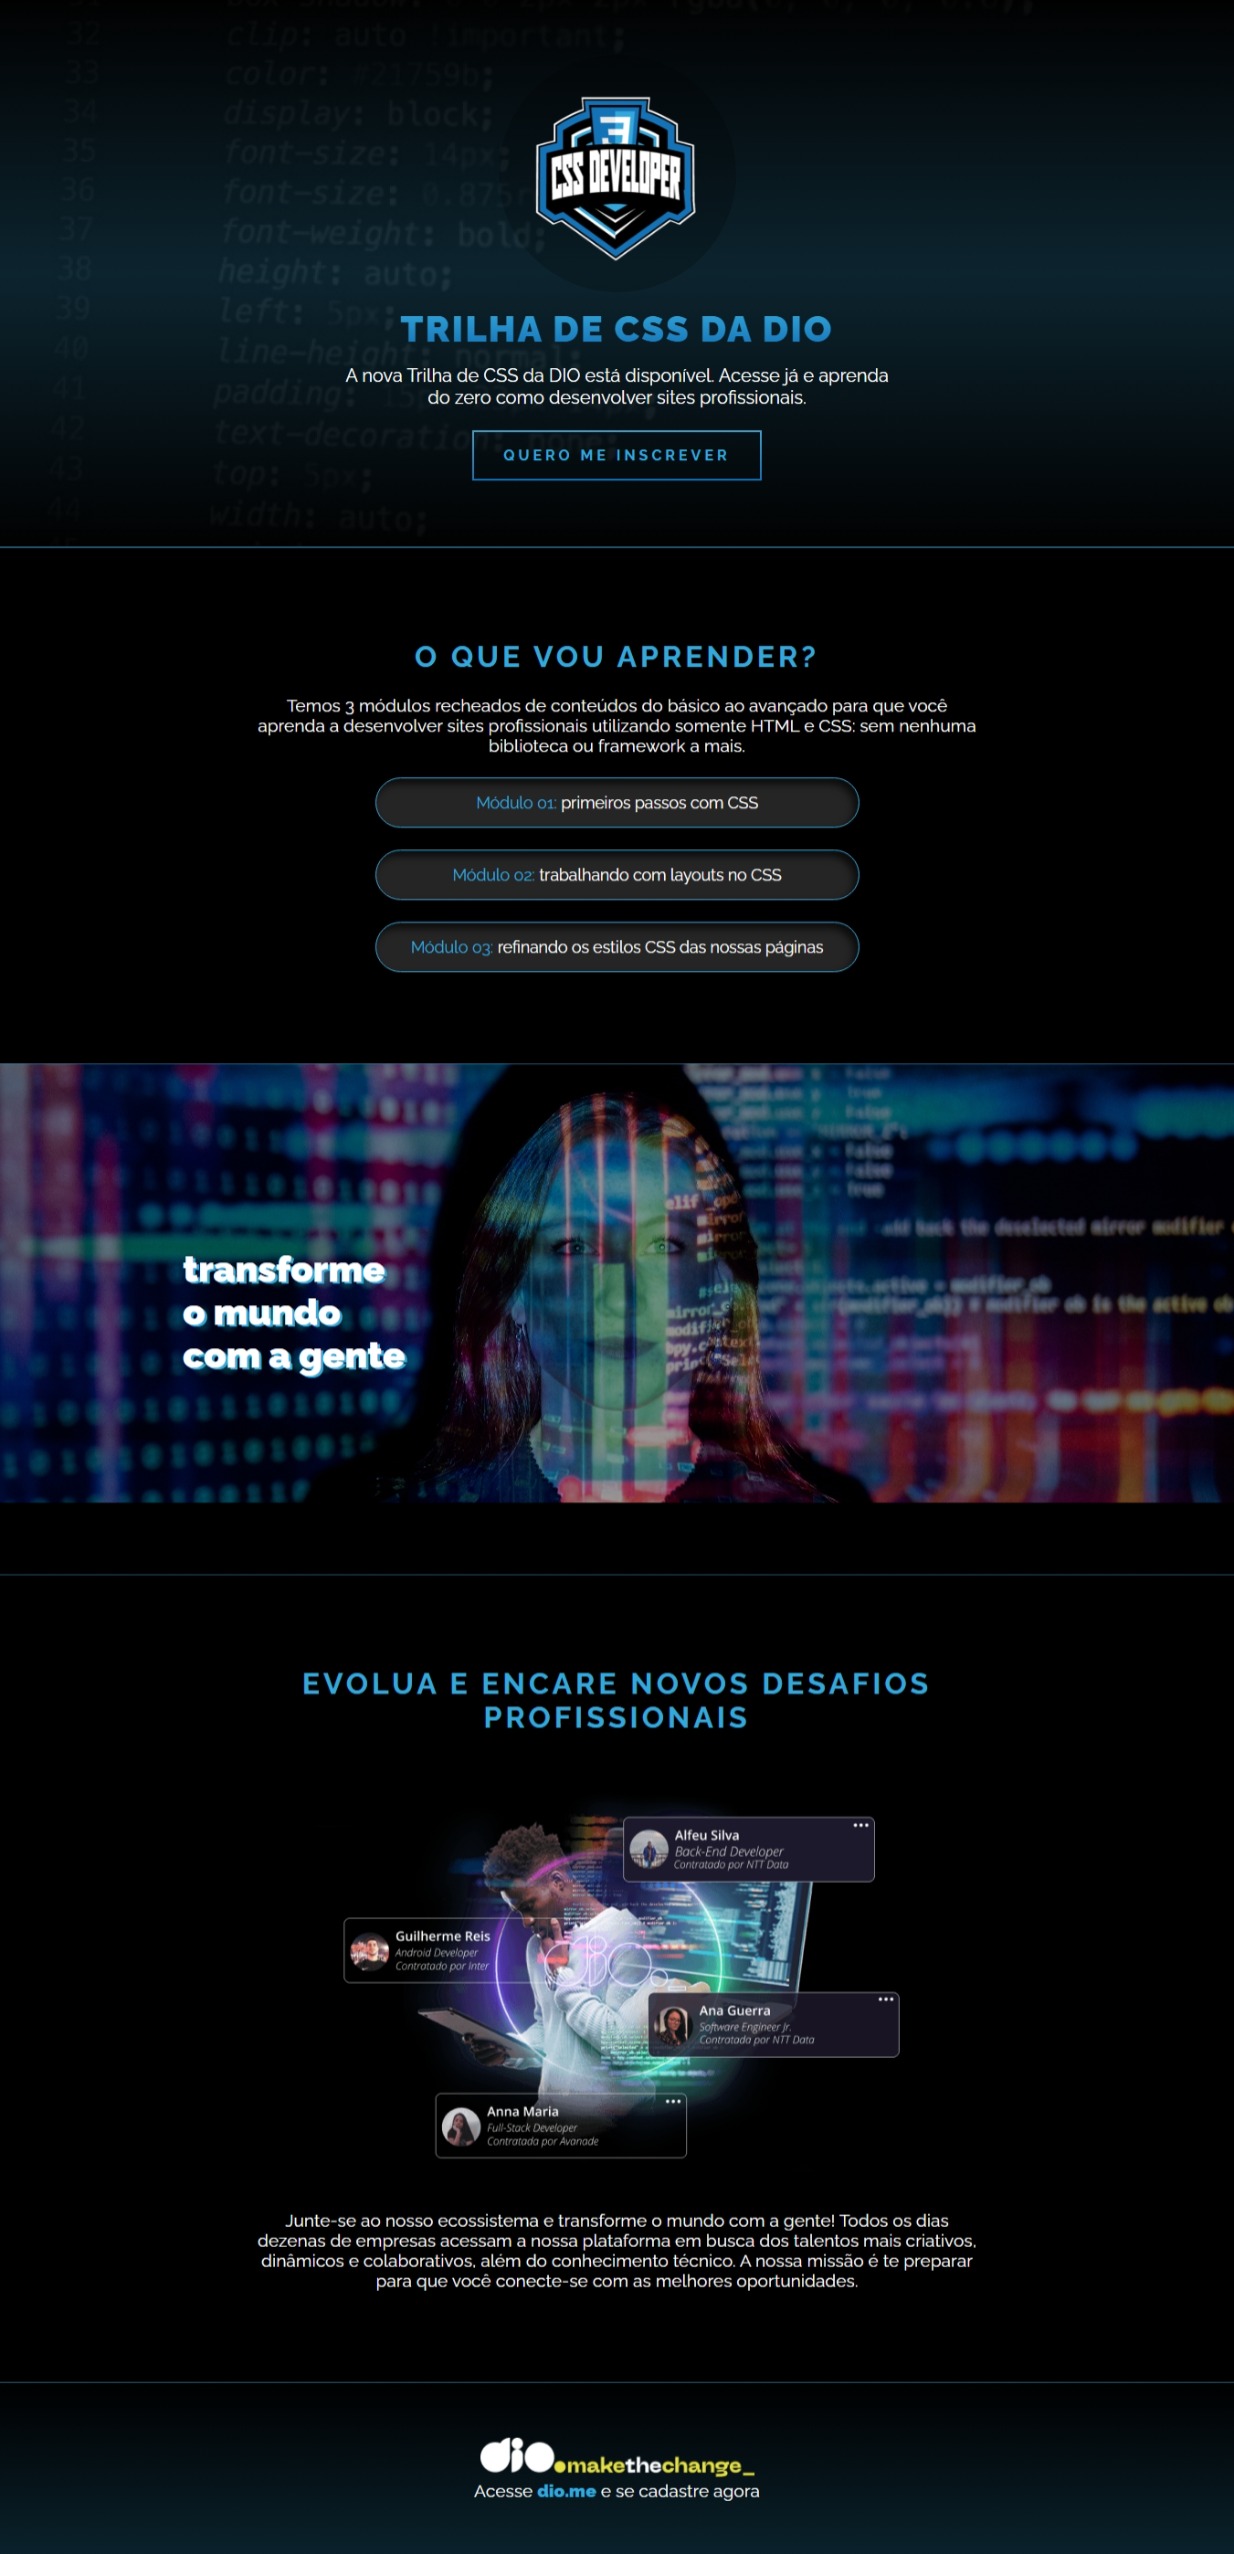 32 clip: auto !important;
33 color: #21759b;
34 display: block;
35 font-size: 14px;
36 font-size:
37 font-weight: bold;
38 height: auto;
39 left: 5px;
40 line-height: normal;
41 padding:
42 text-decoration: none;
43 top: 5px;
44 width: auto;
3
CSS DEVELOPER
TRILHA DE CSS DA DIO
A nova Trilha de CSS da DIO está disponível. Acesse já e aprenda
do zero como desenvolver sites profissionais.
QUERO ME INSCREVER
O QUE VOU APRENDER?
Temos 3 módulos recheados de conteúdos do básico ao avançado para que você
aprenda a desenvolver sites profissionais utilizando somente HTML e CSS: sem nenhuma
biblioteca ou framework a mais.
Módulo 01: primeiros passos com CSS
Módulo 02: trabalhando com layouts no CSS
Módulo 03: refinando os estilos CSS das nossas páginas
add back the deselected mirror modifier
transforme
o mundo
com a gente
EVOLUA E ENCARE NOVOS DESAFIOS
PROFISSIONAIS
Alfeu Silva
Back-End Developer
Contratado por NTT Data
Guilherme Reis
Android Developer
Contratado por Inter
dio
Ana Guerra
Software Engineer Jr.
Contratada por NTT Data
Anna Maria
Full-Stack Developer
Contratada por Avanade
Junte-se ao nosso ecossistema e transforme o mundo com a gente! Todos os dias
dezenas de empresas acessam a nossa plataforma em busca dos talentos mais criativos,
dinâmicos e colaborativos, além do conhecimento técnico. A nossa missão é te preparar
para que você conecte-se com as melhores oportunidades.
dio.makethechange_
Acesse dio.me e se cadastre agora